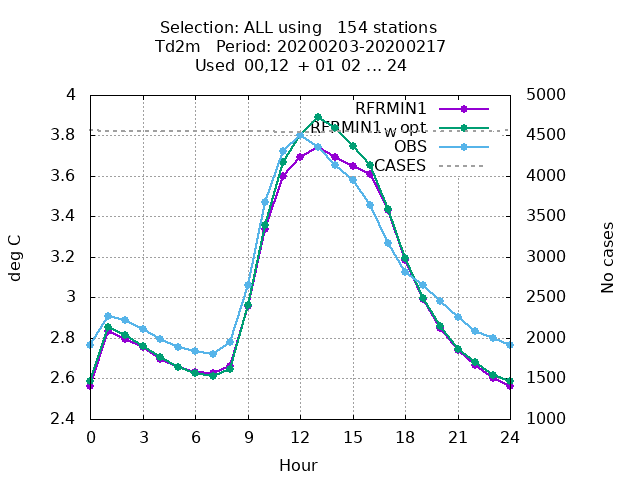 Selection: ALL using   154 stations
Td2m   Period: 20200203-20200217
Used  00,12  + 01 02 ... 24
4
3.8
3.6
3.4
3.2
3
2.8
2.6
2.4
deg C
5000
4500
4000
3500
3000
2500
2000
1500
1000
No cases
RFRMIN1
RFRMIN1_w opt
OBS
CASES
0 3 6 9 12 15 18 21 24
Hour